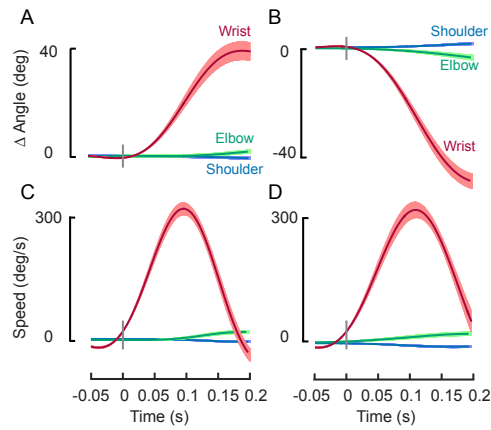 A
B
40
Wrist
Shoulder
0
Elbow
Δ Angle (deg)
Elbow
Shoulder
0
-40
Wrist
C
D
300
300
Speed (deg/s)
0
0
-0.05 0 0.05 0.1 0.15 0.2
-0.05 0 0.05 0.1 0.15 0.2
Time (s)
Time (s)